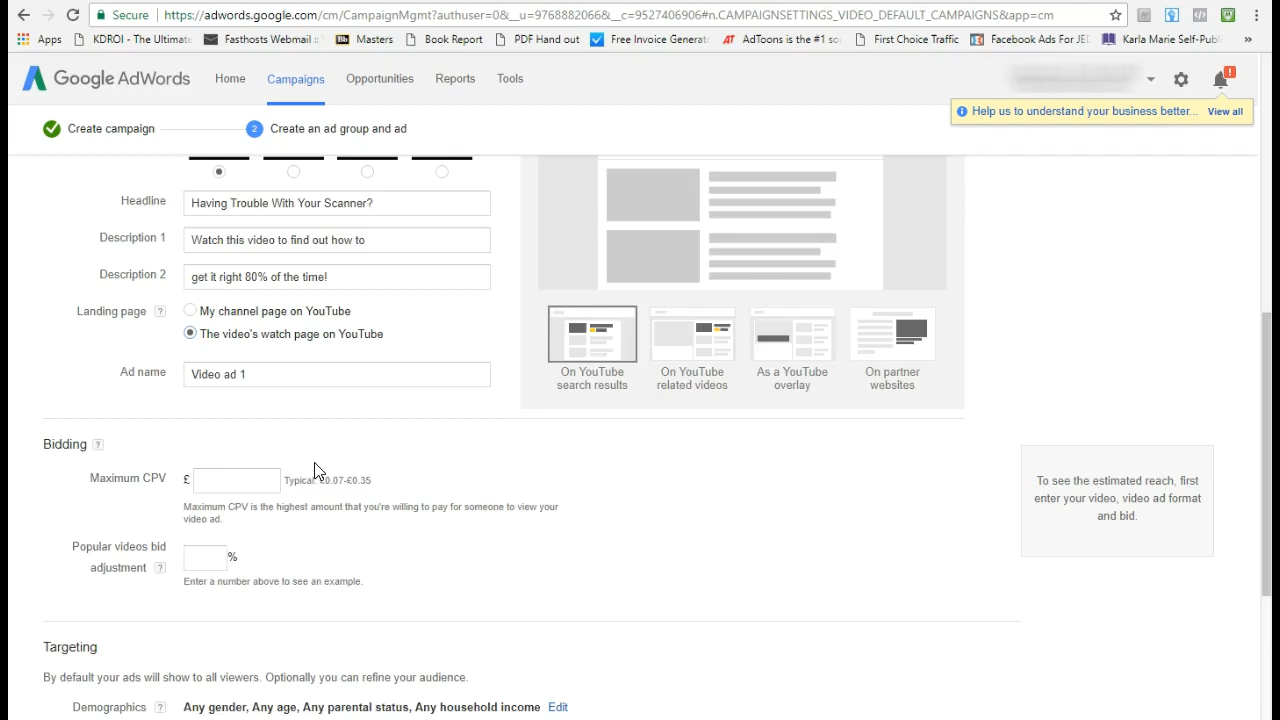 Secure https://adwords.google.com/cm/CampaignMgmt?authuser=0&__u=9768882066&__c=9527406906#n.CAMPAIGNSETTINGS_VIDEO_DEFAULT_CAMPAIGNS&app=cm
Apps KDROI - The Ultimate Fasthosts Webmail :: Masters Book Report PDF Hand out Free Invoice Generato AdToons is the #1 so First Choice Traffic Facebook Ads For JED Karla Marie Self-Publ »
Google AdWords Home Campaigns Opportunities Reports Tools
Help us to understand your business better... View all
Create campaign 2 Create an ad group and ad
Headline Having Trouble With Your Scanner?
Description 1 Watch this video to find out how to
Description 2 get it right 80% of the time!
Landing page ? My channel page on YouTube
The video's watch page on YouTube
Ad name Video ad 1
On YouTube search results
On YouTube related videos
As a YouTube overlay
On partner websites
Bidding ?
Maximum CPV £ Typical: £0.07-£0.35
Maximum CPV is the highest amount that you're willing to pay for someone to view your
video ad.
Popular videos bid
adjustment ? %
Enter a number above to see an example.
To see the estimated reach, first
enter your video, video ad format
and bid.
Targeting
By default your ads will show to all viewers. Optionally you can refine your audience.
Demographics ? Any gender, Any age, Any parental status, Any household income Edit